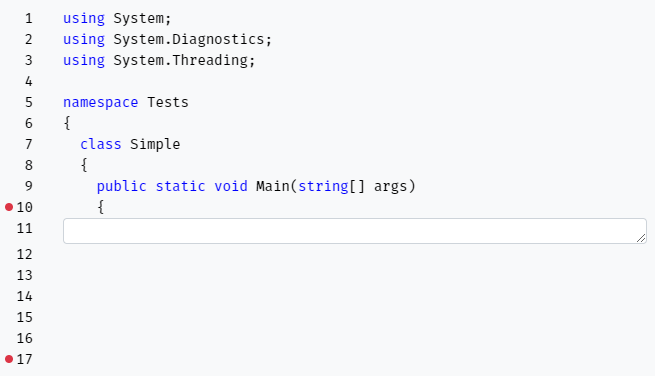 1 using System;
2 using System.Diagnostics;
3 using System.Threading;
4
5 namespace Tests
6 {
7 class Simple
8 {
9 public static void Main(string[] args)
10 {
11
12
13
14
15
16
17